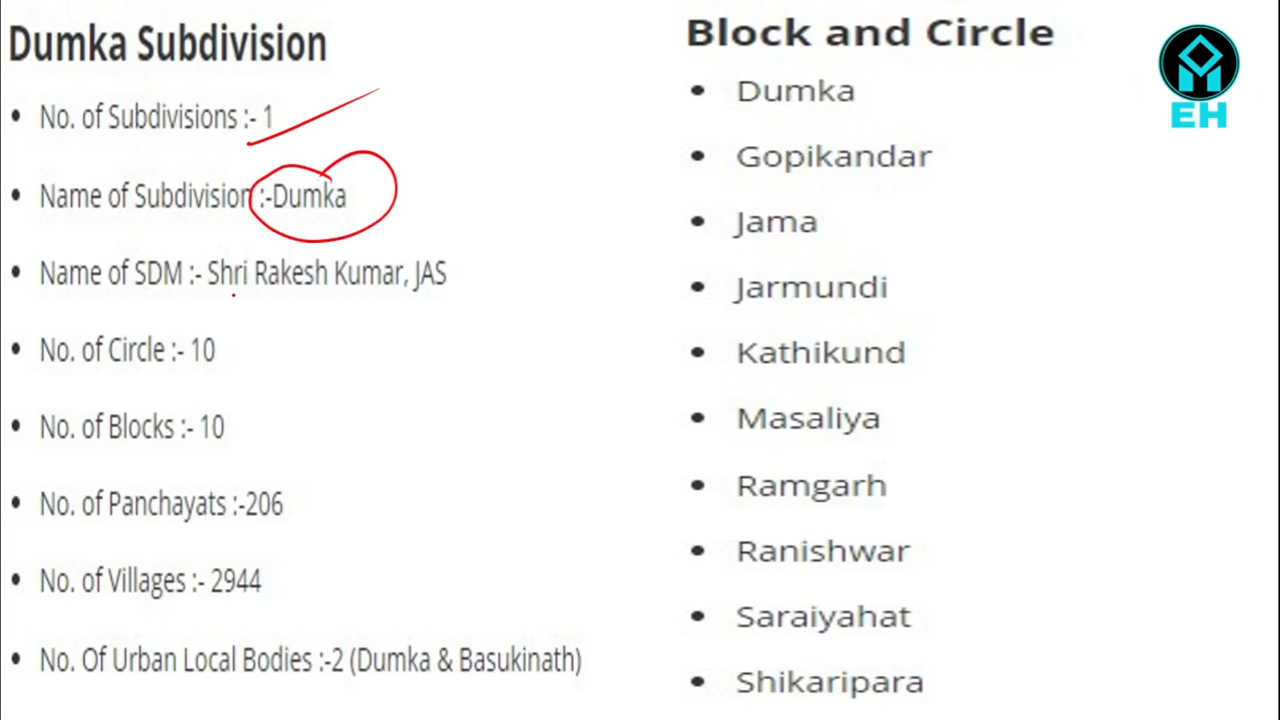 Dumka Subdivision
No. of Subdivisions :- 1
Name of Subdivision :-Dumka
Name of SDM :- Shri Rakesh Kumar, JAS
No. of Circle :- 10
No. of Blocks :- 10
No. of Panchayats :-206
No. of Villages :- 2944
No. Of Urban Local Bodies :-2 (Dumka & Basukinath)
Block and Circle
Dumka
Gopikandar
Jama
Jarmundi
Kathikund
Masaliya
Ramgarh
Ranishwar
Saraiyahat
Shikaripara
EH